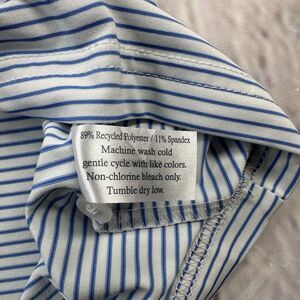 89% Recycled Polyester / 11% Spandex
Machine wash cold
gentle cycle with like colors.
Non-chlorine bleach only.
Tumble dry low.